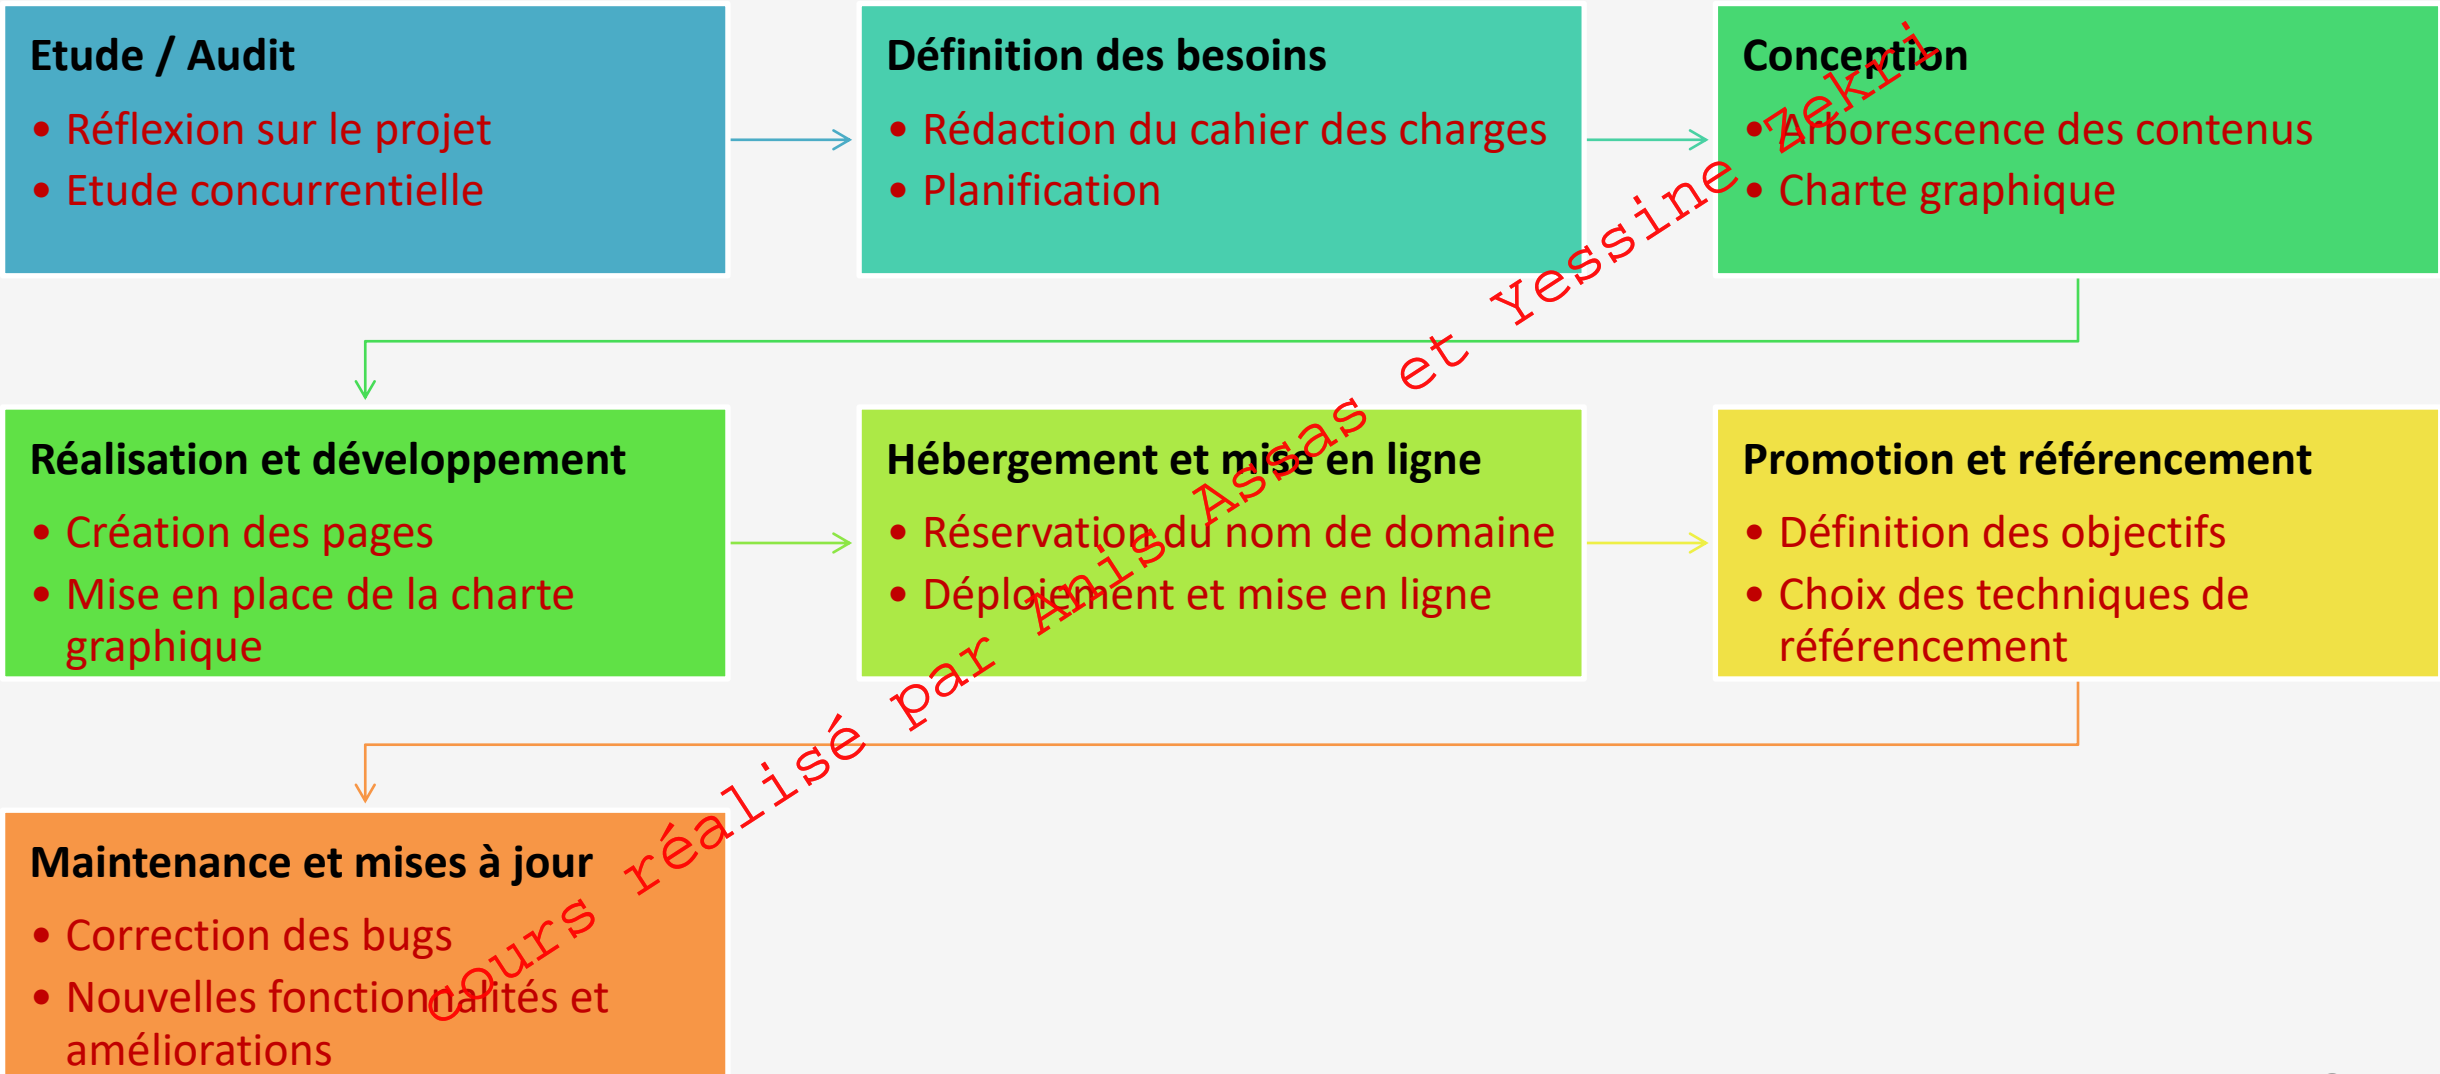 Etude / Audit
• Réflexion sur le projet
• Etude concurrentielle
Définition des besoins
• Rédaction du cahier des charges
• Planification
Conception
• Arborescence des contenus
• Charte graphique
Réalisation et développement
• Création des pages
• Mise en place de la charte
graphique
Hébergement et mise en ligne
• Réservation du nom de domaine
• Déploiement et mise en ligne
Promotion et référencement
• Définition des objectifs
• Choix des techniques de
référencement
Maintenance et mises à jour
• Correction des bugs
• Nouvelles fonctionnalités et
améliorations
cours réalisé par Anis Assas et Yessine Zekri